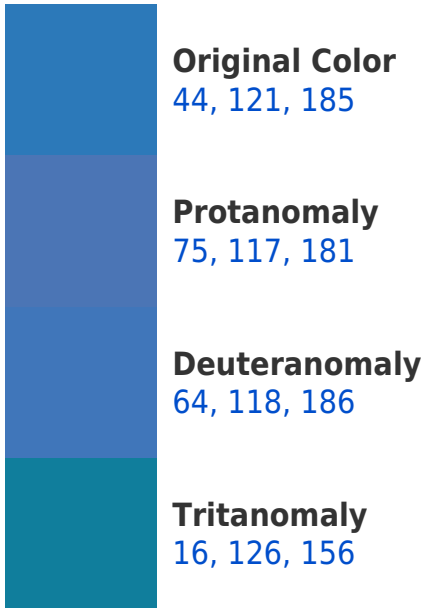 Original Color
44, 121, 185
Protanomaly
75, 117, 181
Deuteranomaly
64, 118, 186
Tritanomaly
16, 126, 156